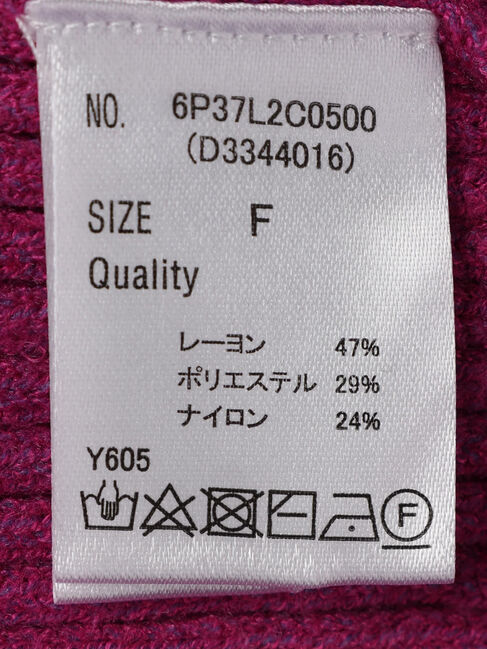 NO. 6P37L2C0500
(D3344016)
SIZE F
Quality
レーヨン 47%
ポリエステル 29%
ナイロン 24%
Y605
F